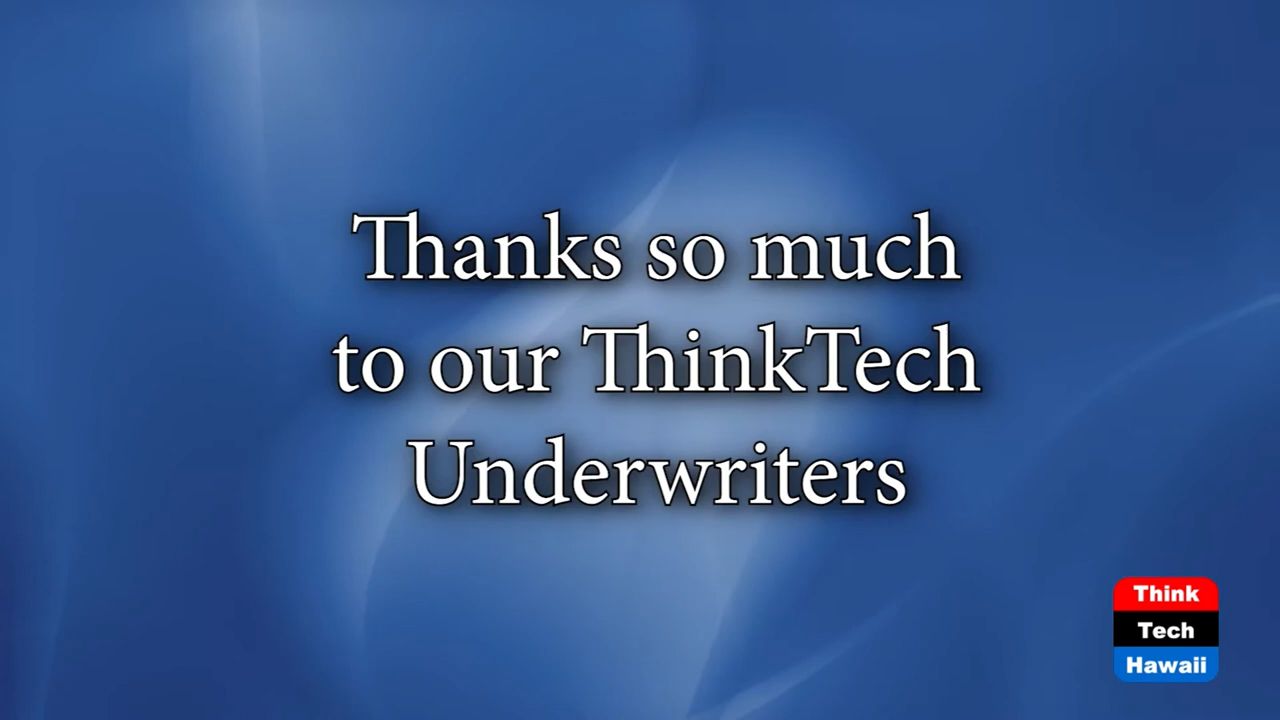 Thanks so much
to our ThinkTech
Underwriters
Think
Tech
Hawaii